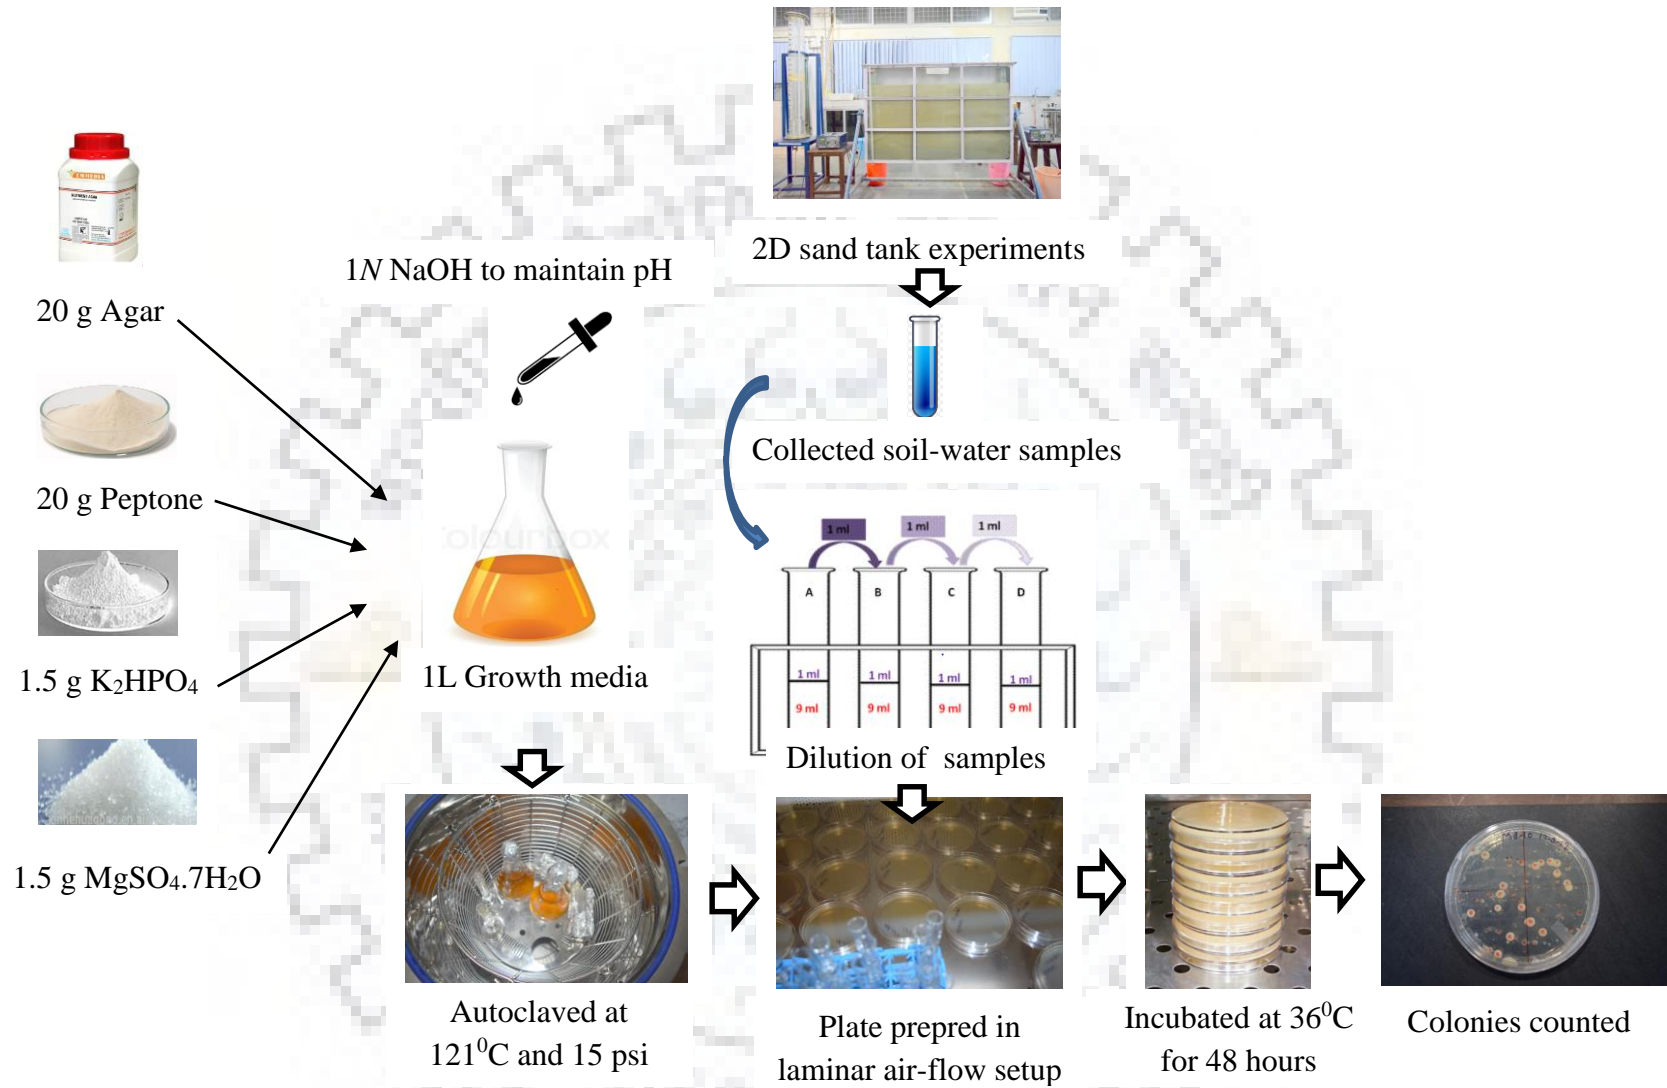 2D sand tank experiments
1N NaOH to maintain pH
20 g Agar
20 g Peptone
1.5 g K₂HPO₄
1.5 g MgSO₄.7H₂O
olourbox
1L Growth media
Collected soil-water samples
1 ml
1 ml
1 ml
A
B
C
D
1 ml
1 ml
1 ml
1 ml
9 ml
9 ml
9 ml
9 ml
Dilution of samples
Autoclaved at
121⁰C and 15 psi
Plate prepred in
laminar air-flow setup
Incubated at 36⁰C
for 48 hours
Colonies counted